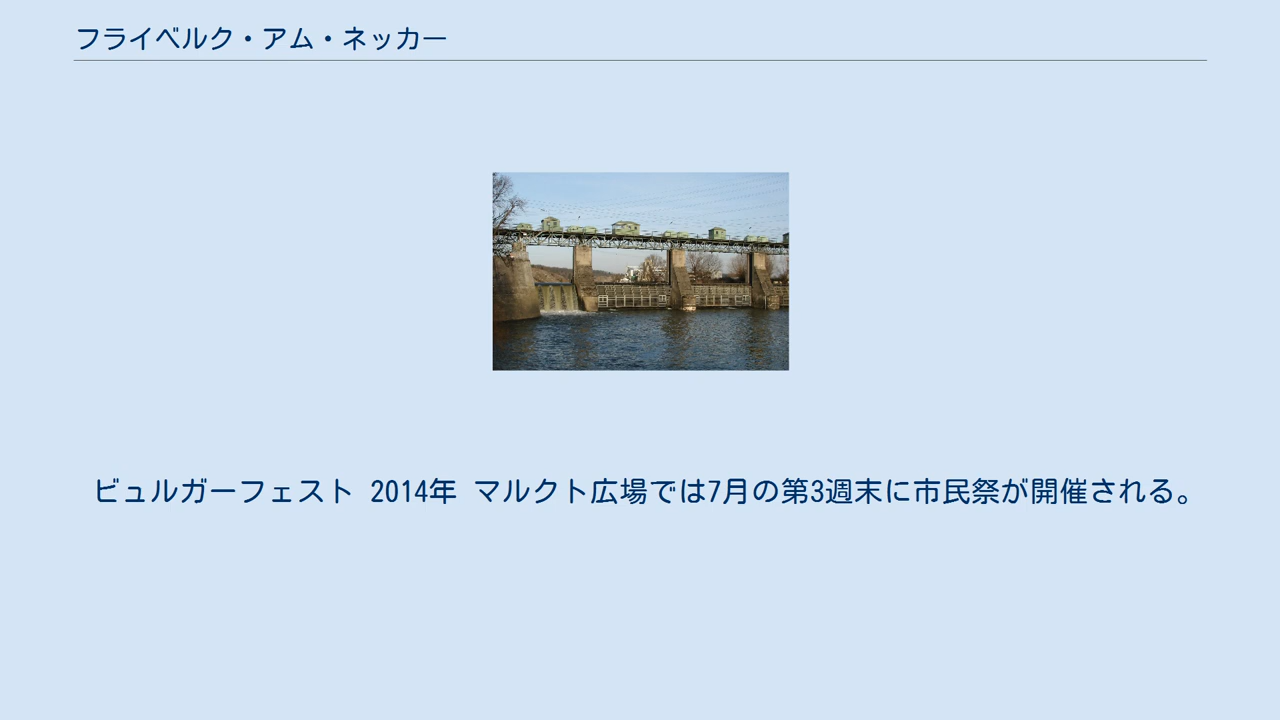 フライベルク・アム・ネッカー
ビュルガーフェスト 2014年 マルクト広場では7月の第3週末に市民祭が開催される。